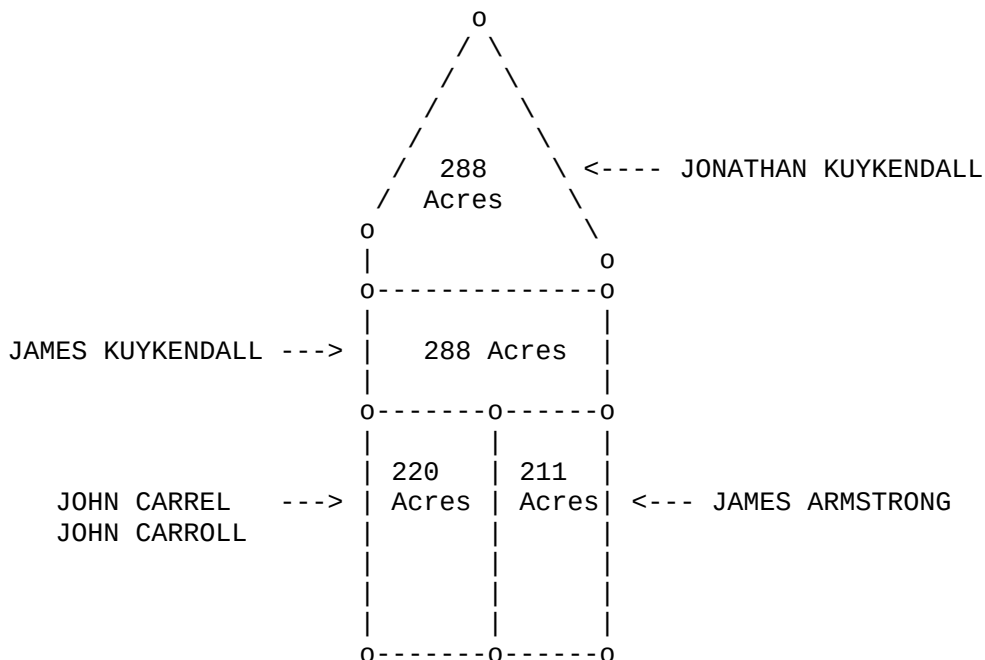 288 <---- JONATHAN KUYKENDALL
Acres
JAMES KUYKENDALL ---> 288 Acres
220 211
JOHN CARREL ---> Acres Acres <--- JAMES ARMSTRONG
JOHN CARROLL